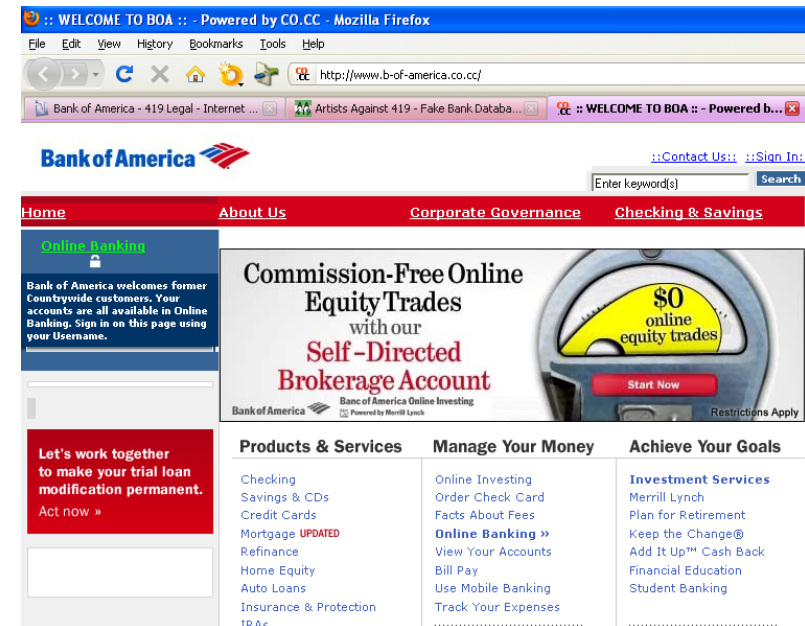 :: WELCOME TO BOA :: - Powered by CO.CC - Mozilla Firefox
File Edit View History Bookmarks Tools Help
http://www.b-of-america.co.cc/
Bank of America - 419 Legal - Internet ... Artists Against 419 - Fake Bank Databa... :: WELCOME TO BOA :: - Powered b...
Bank of America
::Contact Us:: ::Sign In:
Enter keyword(s) Search
Home About Us Corporate Governance Checking & Savings
Online Banking
Bank of America welcomes former
Countrywide customers. Your
accounts are all available in Online
Banking. Sign in on this page using
your Username.
Commission-Free Online
Equity Trades
with our
Self-Directed
Brokerage Account
Bank of America Banc of America Online Investing
Powered by Merrill Lynch
$0
online
equity trades
Start Now
Restrictions Apply
Let's work together
to make your trial loan
modification permanent.
Act now »
Products & Services
Checking
Savings & CDs
Credit Cards
Mortgage UPDATED
Refinance
Home Equity
Auto Loans
Insurance & Protection
IRAs
Manage Your Money
Online Investing
Order Check Card
Facts About Fees
Online Banking »
View Your Accounts
Bill Pay
Use Mobile Banking
Track Your Expenses
Achieve Your Goals
Investment Services
Merrill Lynch
Plan for Retirement
Keep the Change®
Add It Up™ Cash Back
Financial Education
Student Banking